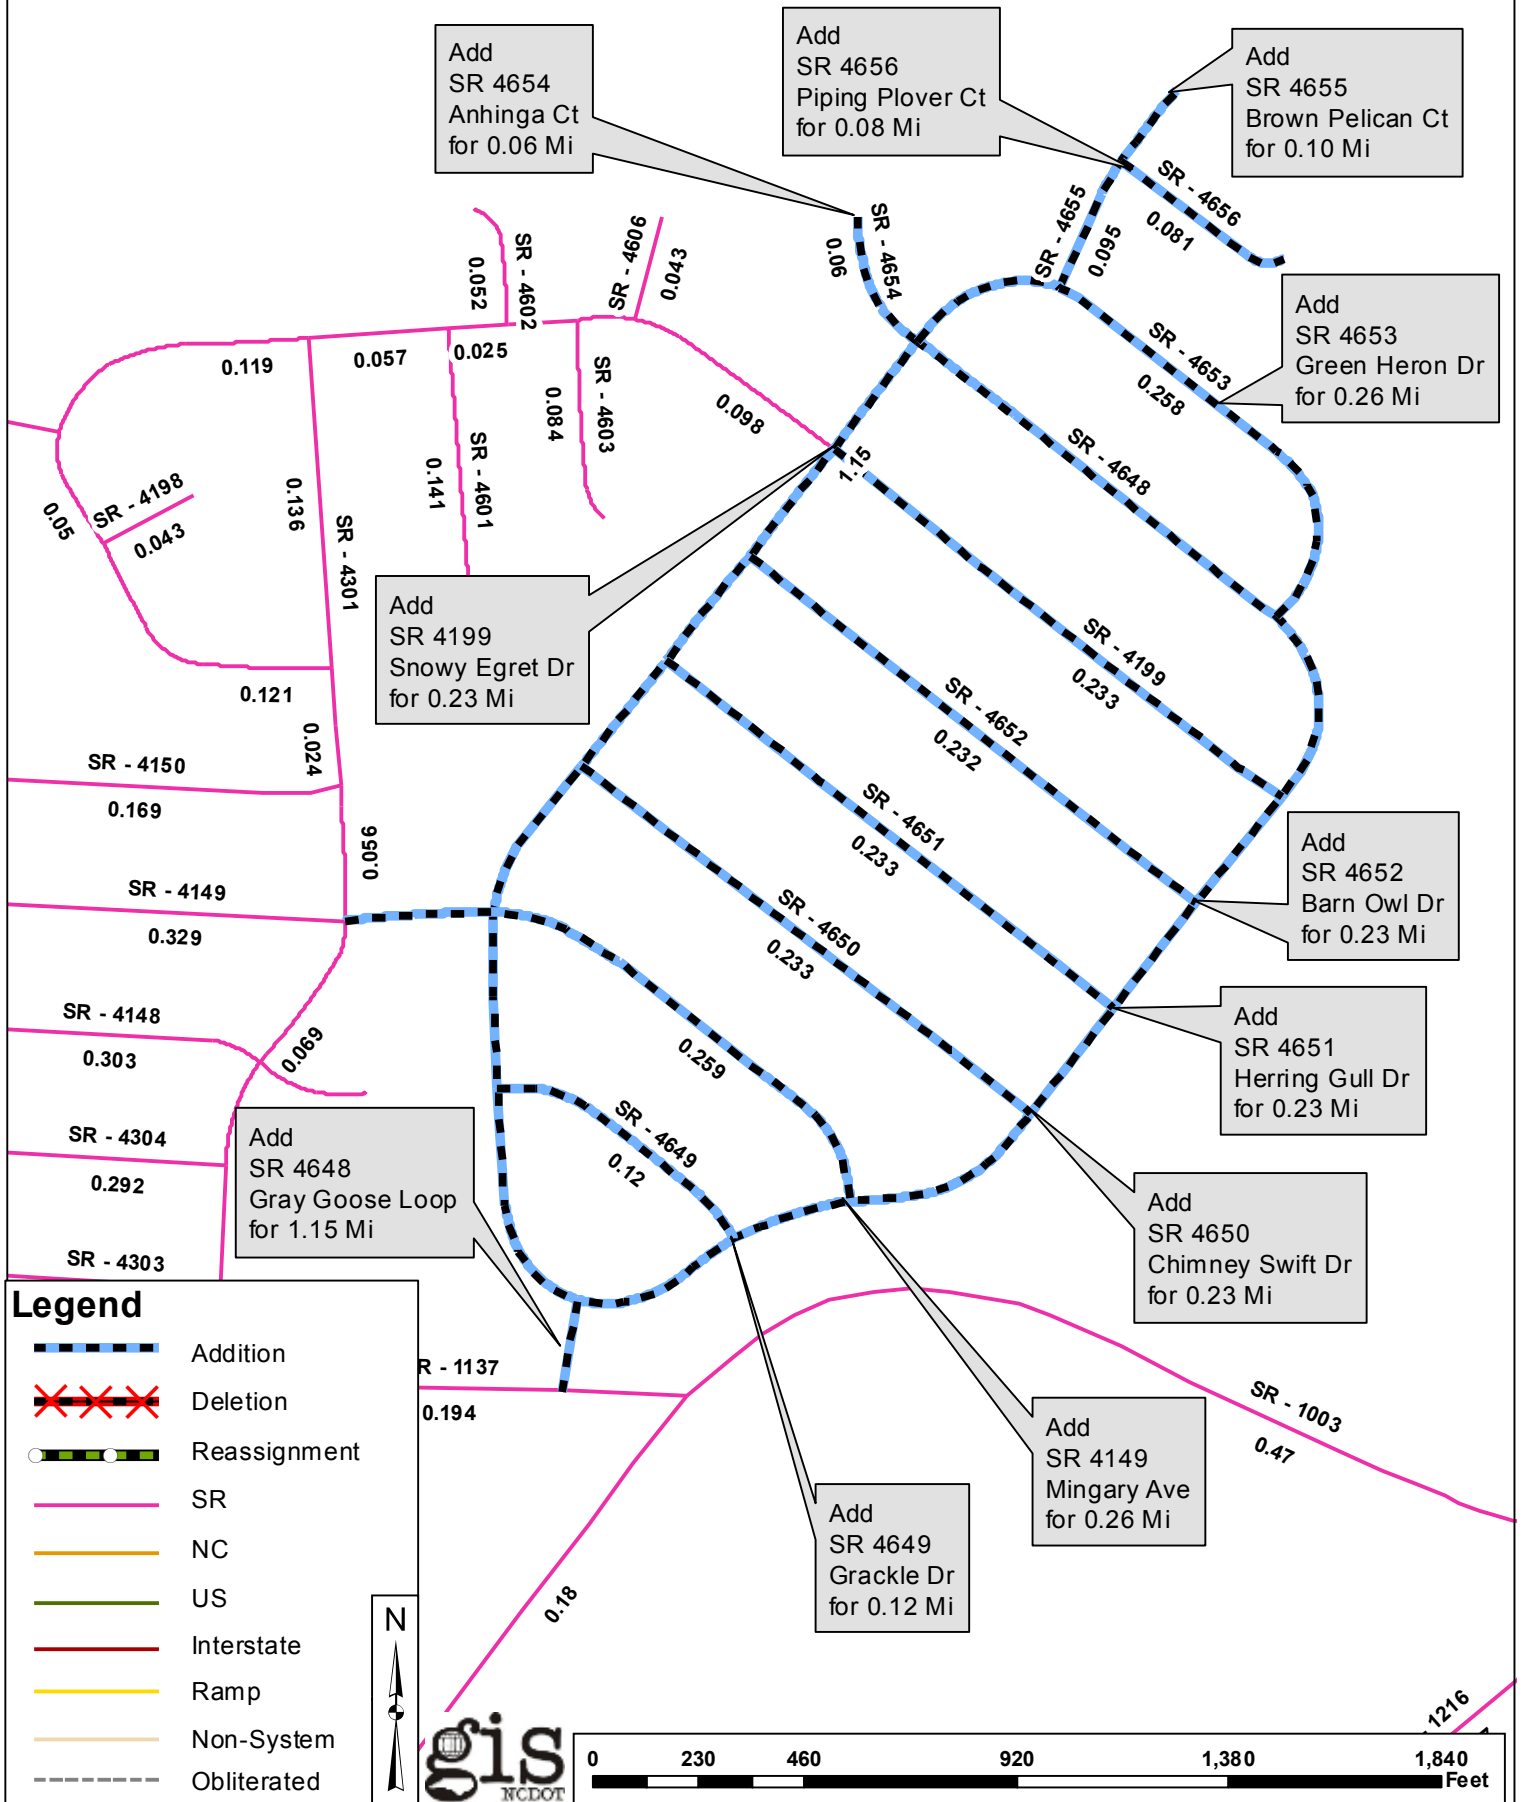 Add
SR 4654
Anhinga Ct
for 0.06 Mi
Add
SR 4656
Piping Plover Ct
for 0.08 Mi
Add
SR 4655
Brown Pelican Ct
for 0.10 Mi
SR - 4656
0.081
SR - 4655
0.095
SR - 4654
0.06
SR - 4606
0.043
SR - 4602
0.052
Add
SR 4653
Green Heron Dr
for 0.26 Mi
SR - 4653
0.258
0.119
0.057
0.025
SR - 4603
0.084
0.098
SR - 4648
1.15
SR - 4601
0.141
SR - 4198
0.043
0.05
0.136
SR - 4301
Add
SR 4199
Snowy Egret Dr
for 0.23 Mi
SR - 4199
0.233
SR - 4652
0.232
0.121
0.024
SR - 4150
0.169
SR - 4651
0.233
0.056
Add
SR 4652
Barn Owl Dr
for 0.23 Mi
SR - 4149
0.329
SR - 4650
0.233
SR - 4148
0.303
0.069
0.259
Add
SR 4651
Herring Gull Dr
for 0.23 Mi
SR - 4304
0.292
Add
SR 4648
Gray Goose Loop
for 1.15 Mi
SR - 4649
0.12
Add
SR 4650
Chimney Swift Dr
for 0.23 Mi
SR - 4303
R - 1137
0.194
SR - 1003
0.47
Add
SR 4149
Mingary Ave
for 0.26 Mi
Add
SR 4649
Grackle Dr
for 0.12 Mi
0.18
1216
Legend
Addition
Deletion
Reassignment
SR
NC
US
Interstate
Ramp
Non-System
Obliterated
N
gis
NCDOT
0 230 460 920 1,380 1,840
Feet